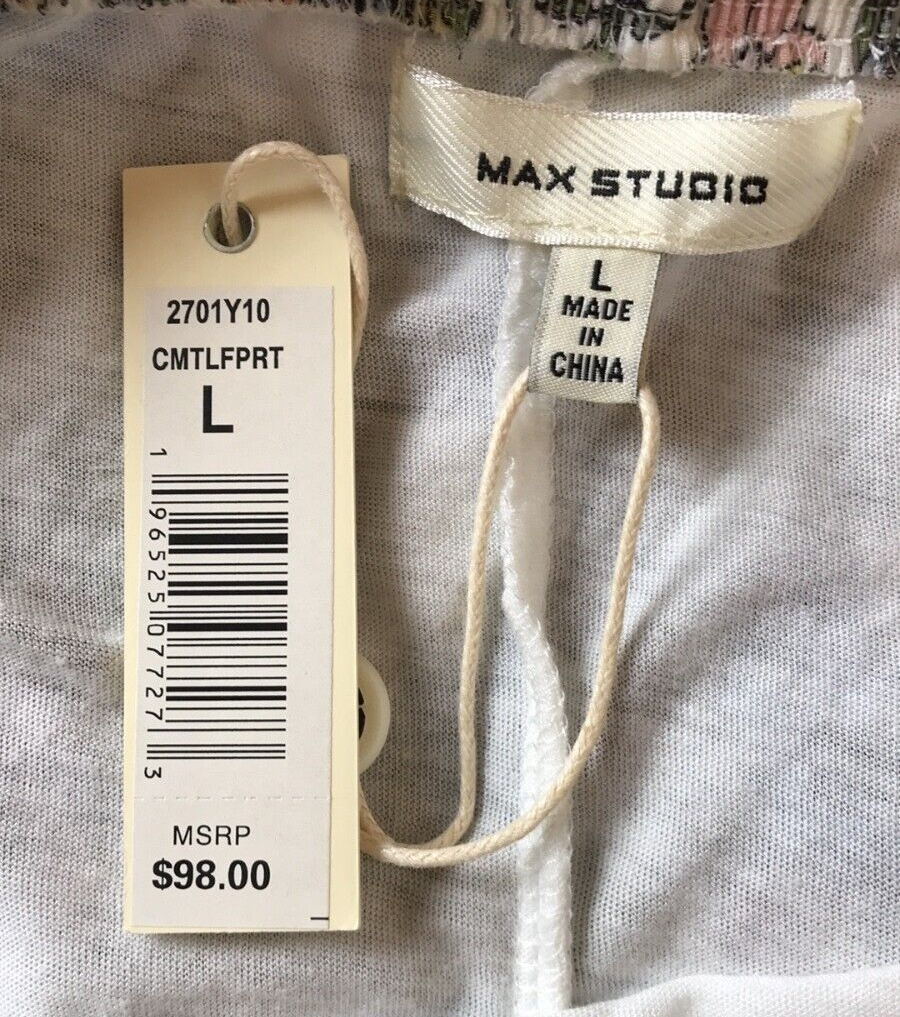 MAX STUDIO
L
MADE
IN
CHINA
2701Y10
CMTLFPRT
L
1 96525 07727 3
MSRP
$98.00